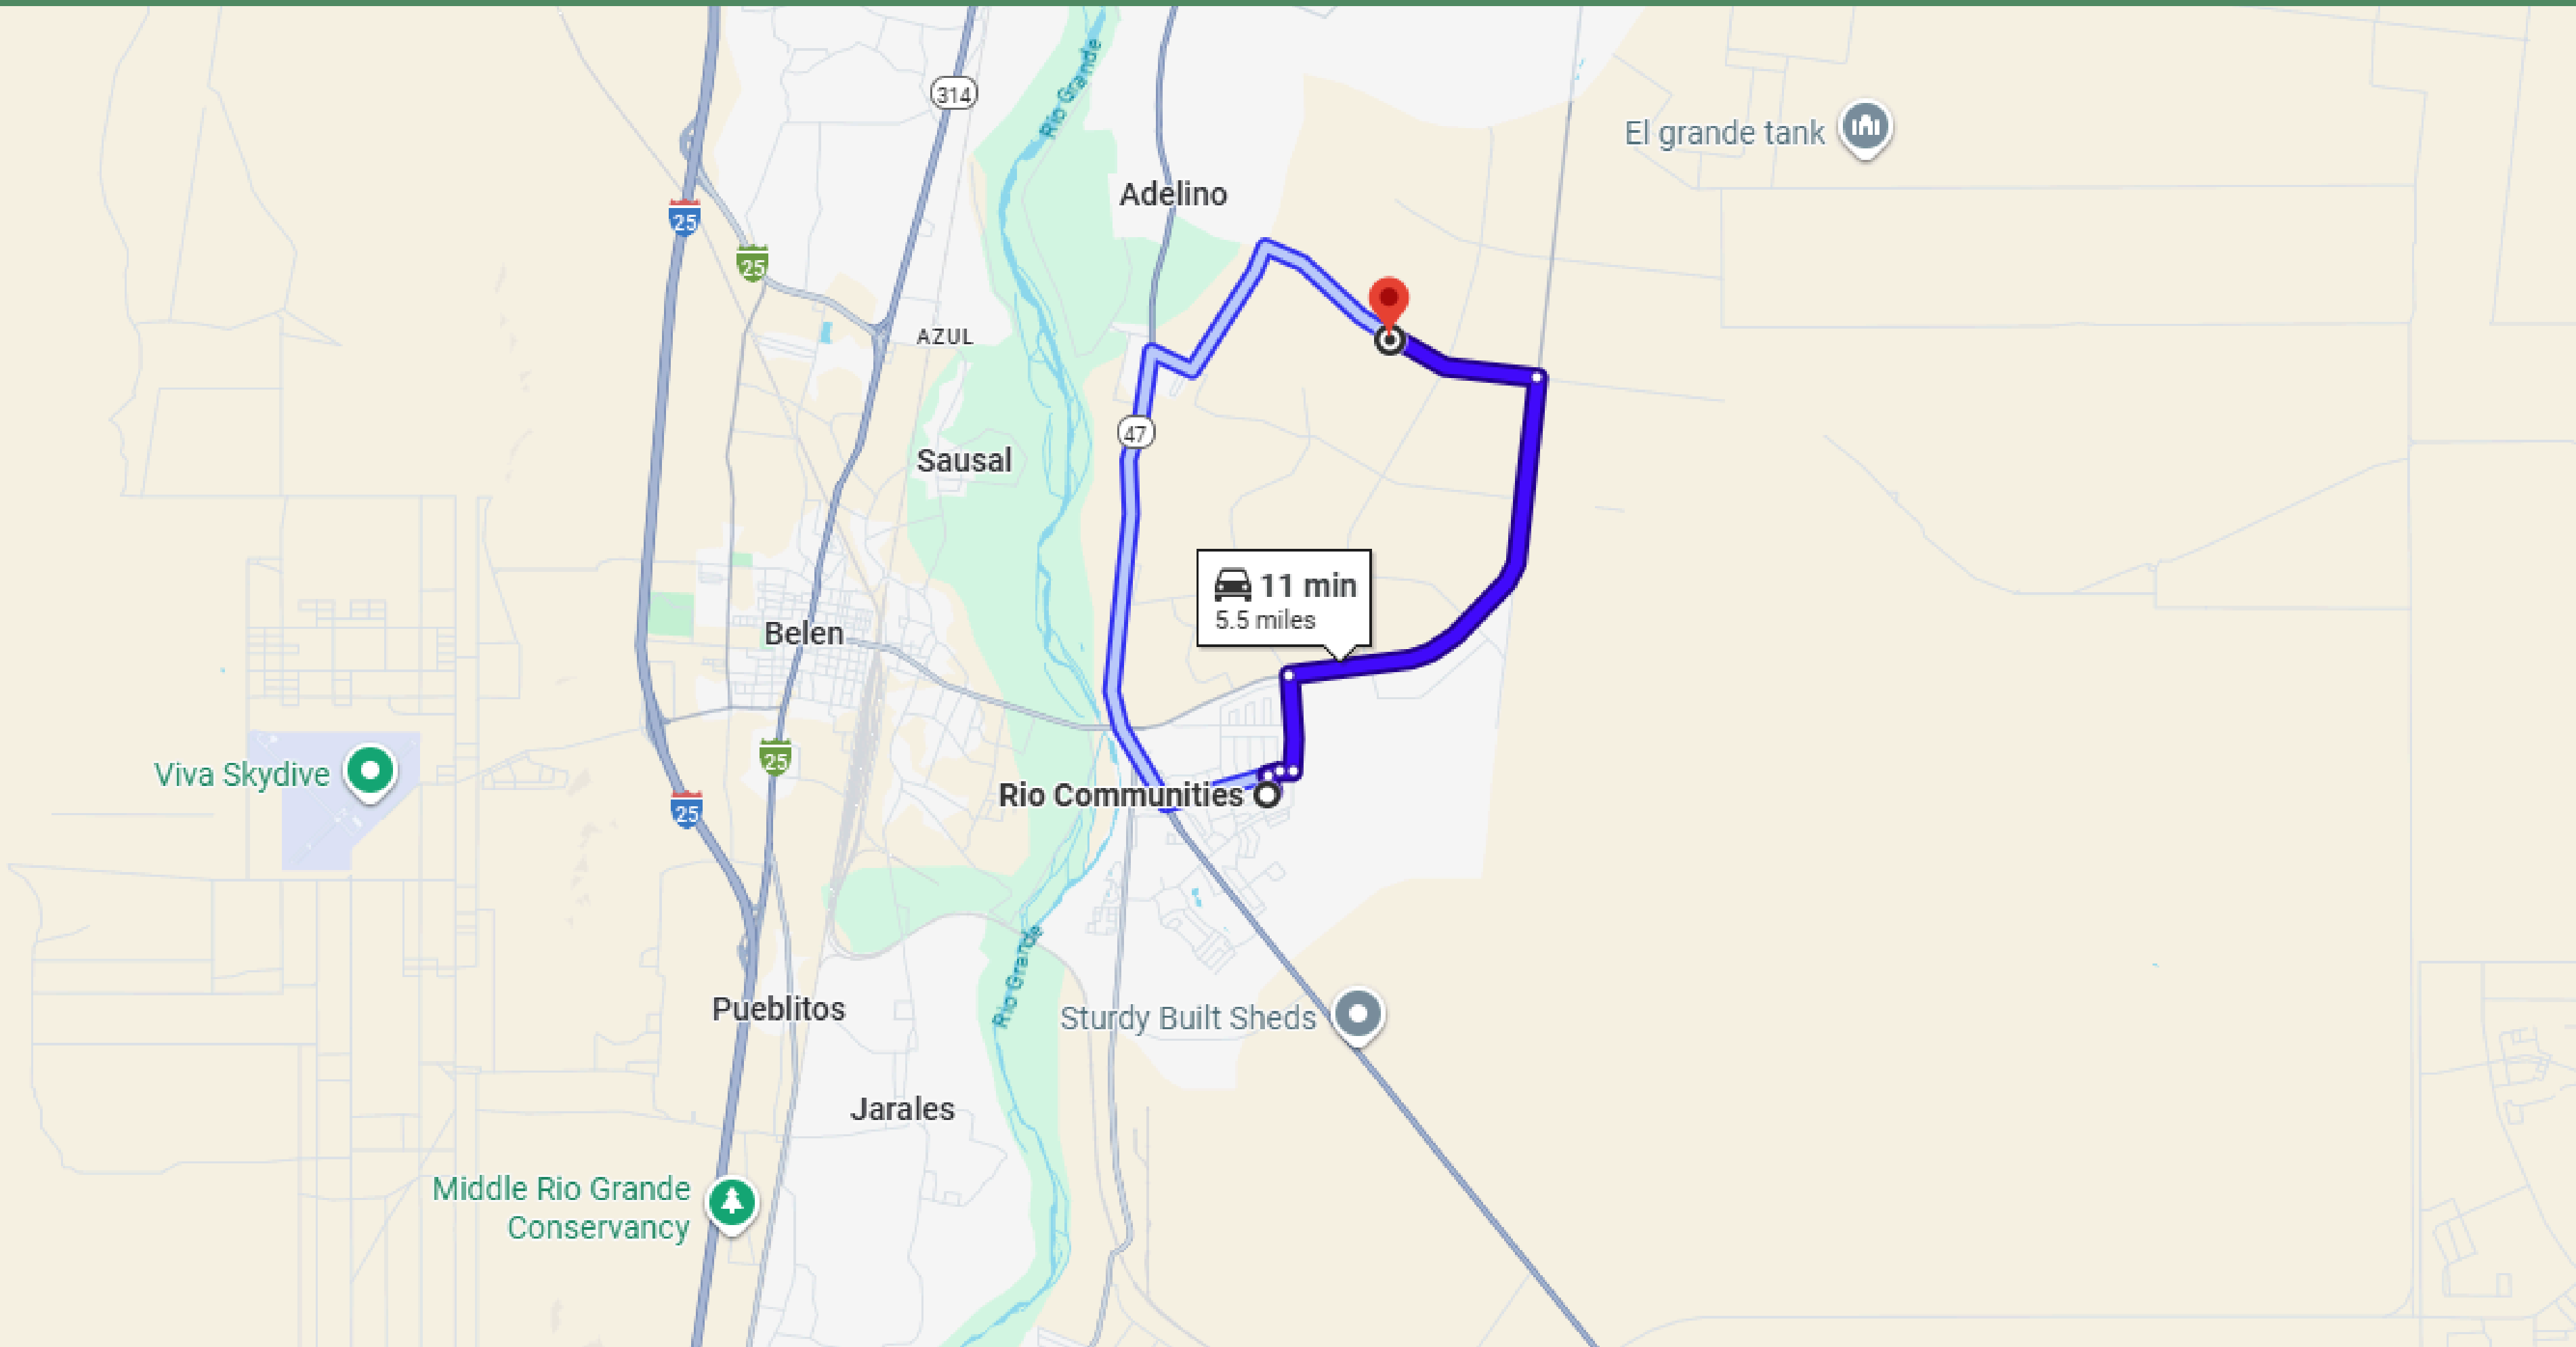 Rio Grande
314
El grande tank
Adelino
25
25
AZUL
47
Sausal
11 min
5.5 miles
Belen
25
Viva Skydive
Rio Communities
25
Rio Grande
Pueblitos
Sturdy Built Sheds
Jarales
Middle Rio Grande
Conservancy